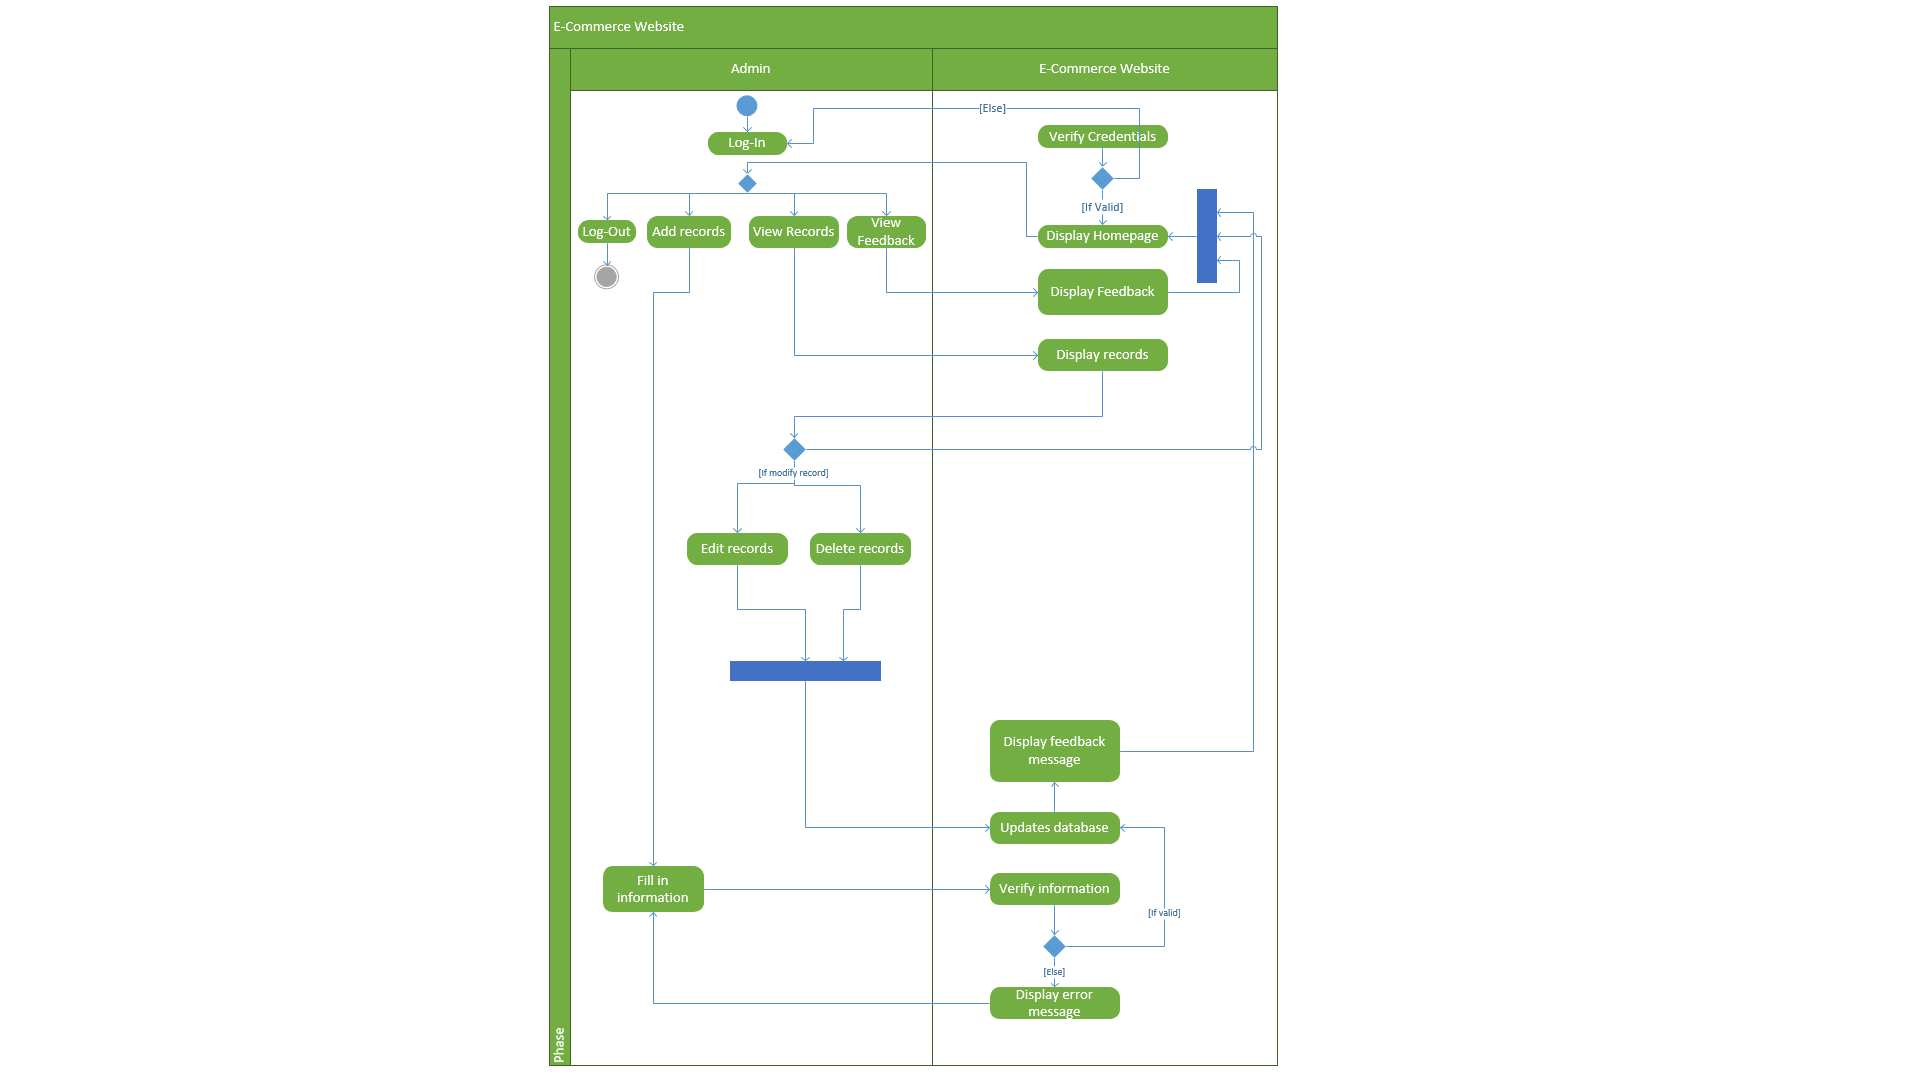 E-Commerce Website
Admin
E-Commerce Website
[Else]
Verify Credentials
Log-In
[If Valid]
Log-Out
Add records
View Records
View
Feedback
Display Homepage
Display Feedback
Display records
[If modify record]
Edit records
Delete records
Display feedback
message
Updates database
Fill in
information
Verify information
[If valid]
[Else]
Display error
message
Phase